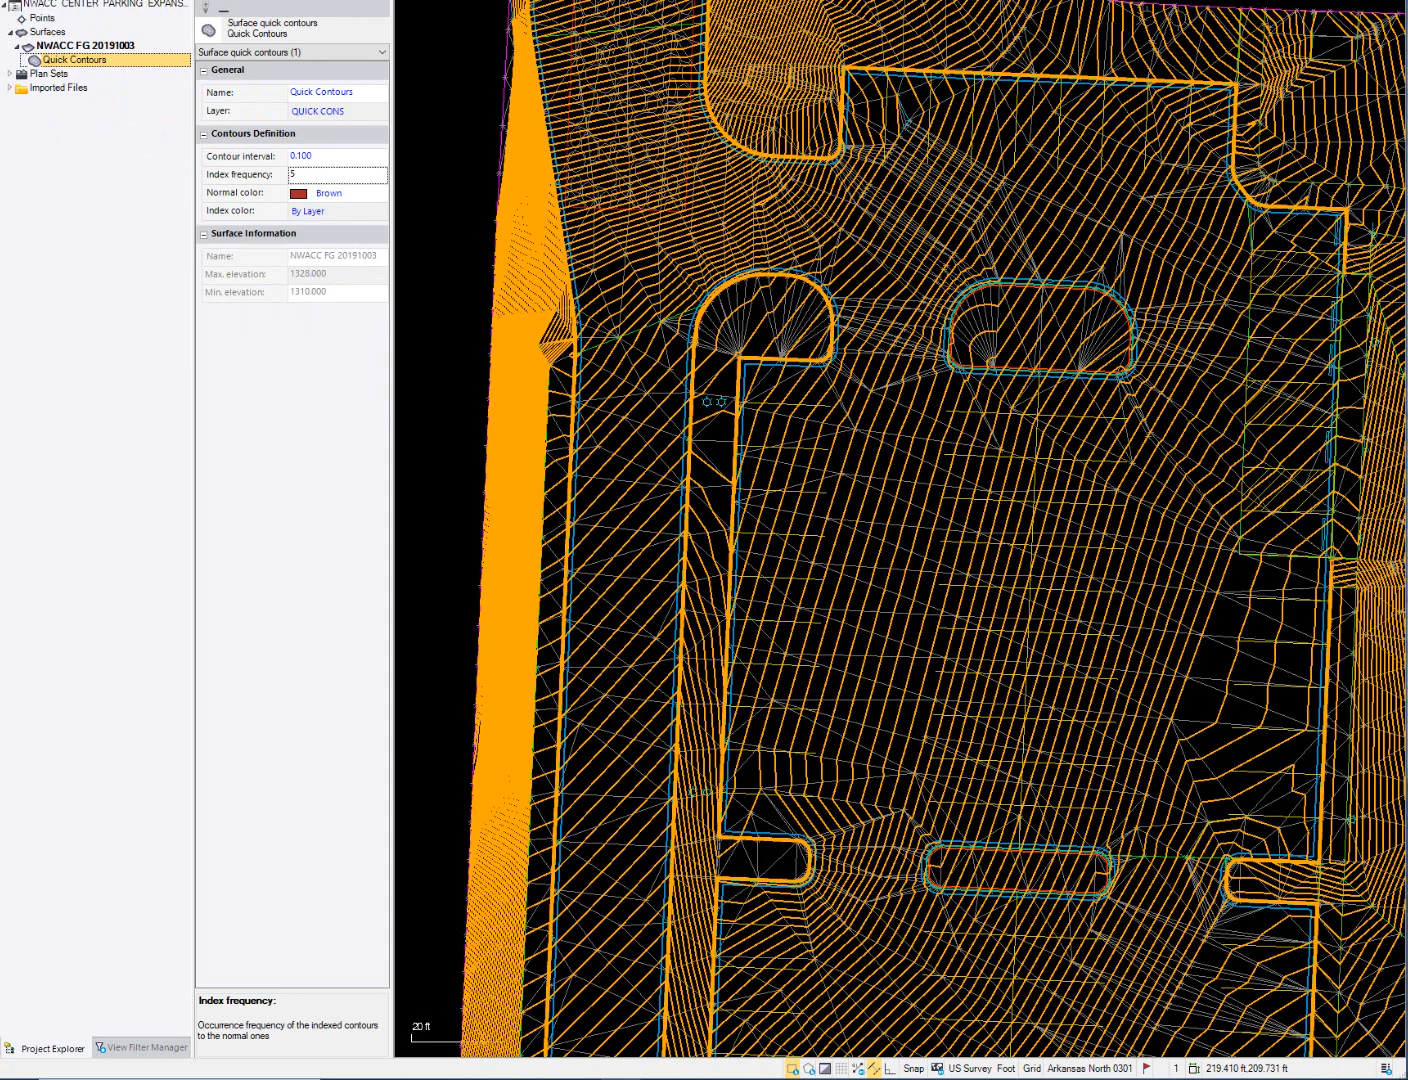 NWACC CENTER PARKING EXPANS...
Points
Surfaces
NWACC FG 20191003
Quick Contours
Plan Sets
Imported Files
Surface quick contours
Quick Contours
Surface quick contours (1)
General
Name: Quick Contours
Layer: QUICK CONS
Contours Definition
Contour interval: 0.100
Index frequency: 5
Normal color: Brown
Index color: By Layer
Surface Information
Name: NWACC FG 20191003
Max. elevation: 1328.000
Min. elevation: 1310.000
Index frequency:
Occurrence frequency of the indexed contours
to the normal ones
20 ft
Project Explorer
View Filter Manager
Snap
US Survey Foot
Grid
Arkansas North 0301
1
219.410 ft,209.731 ft